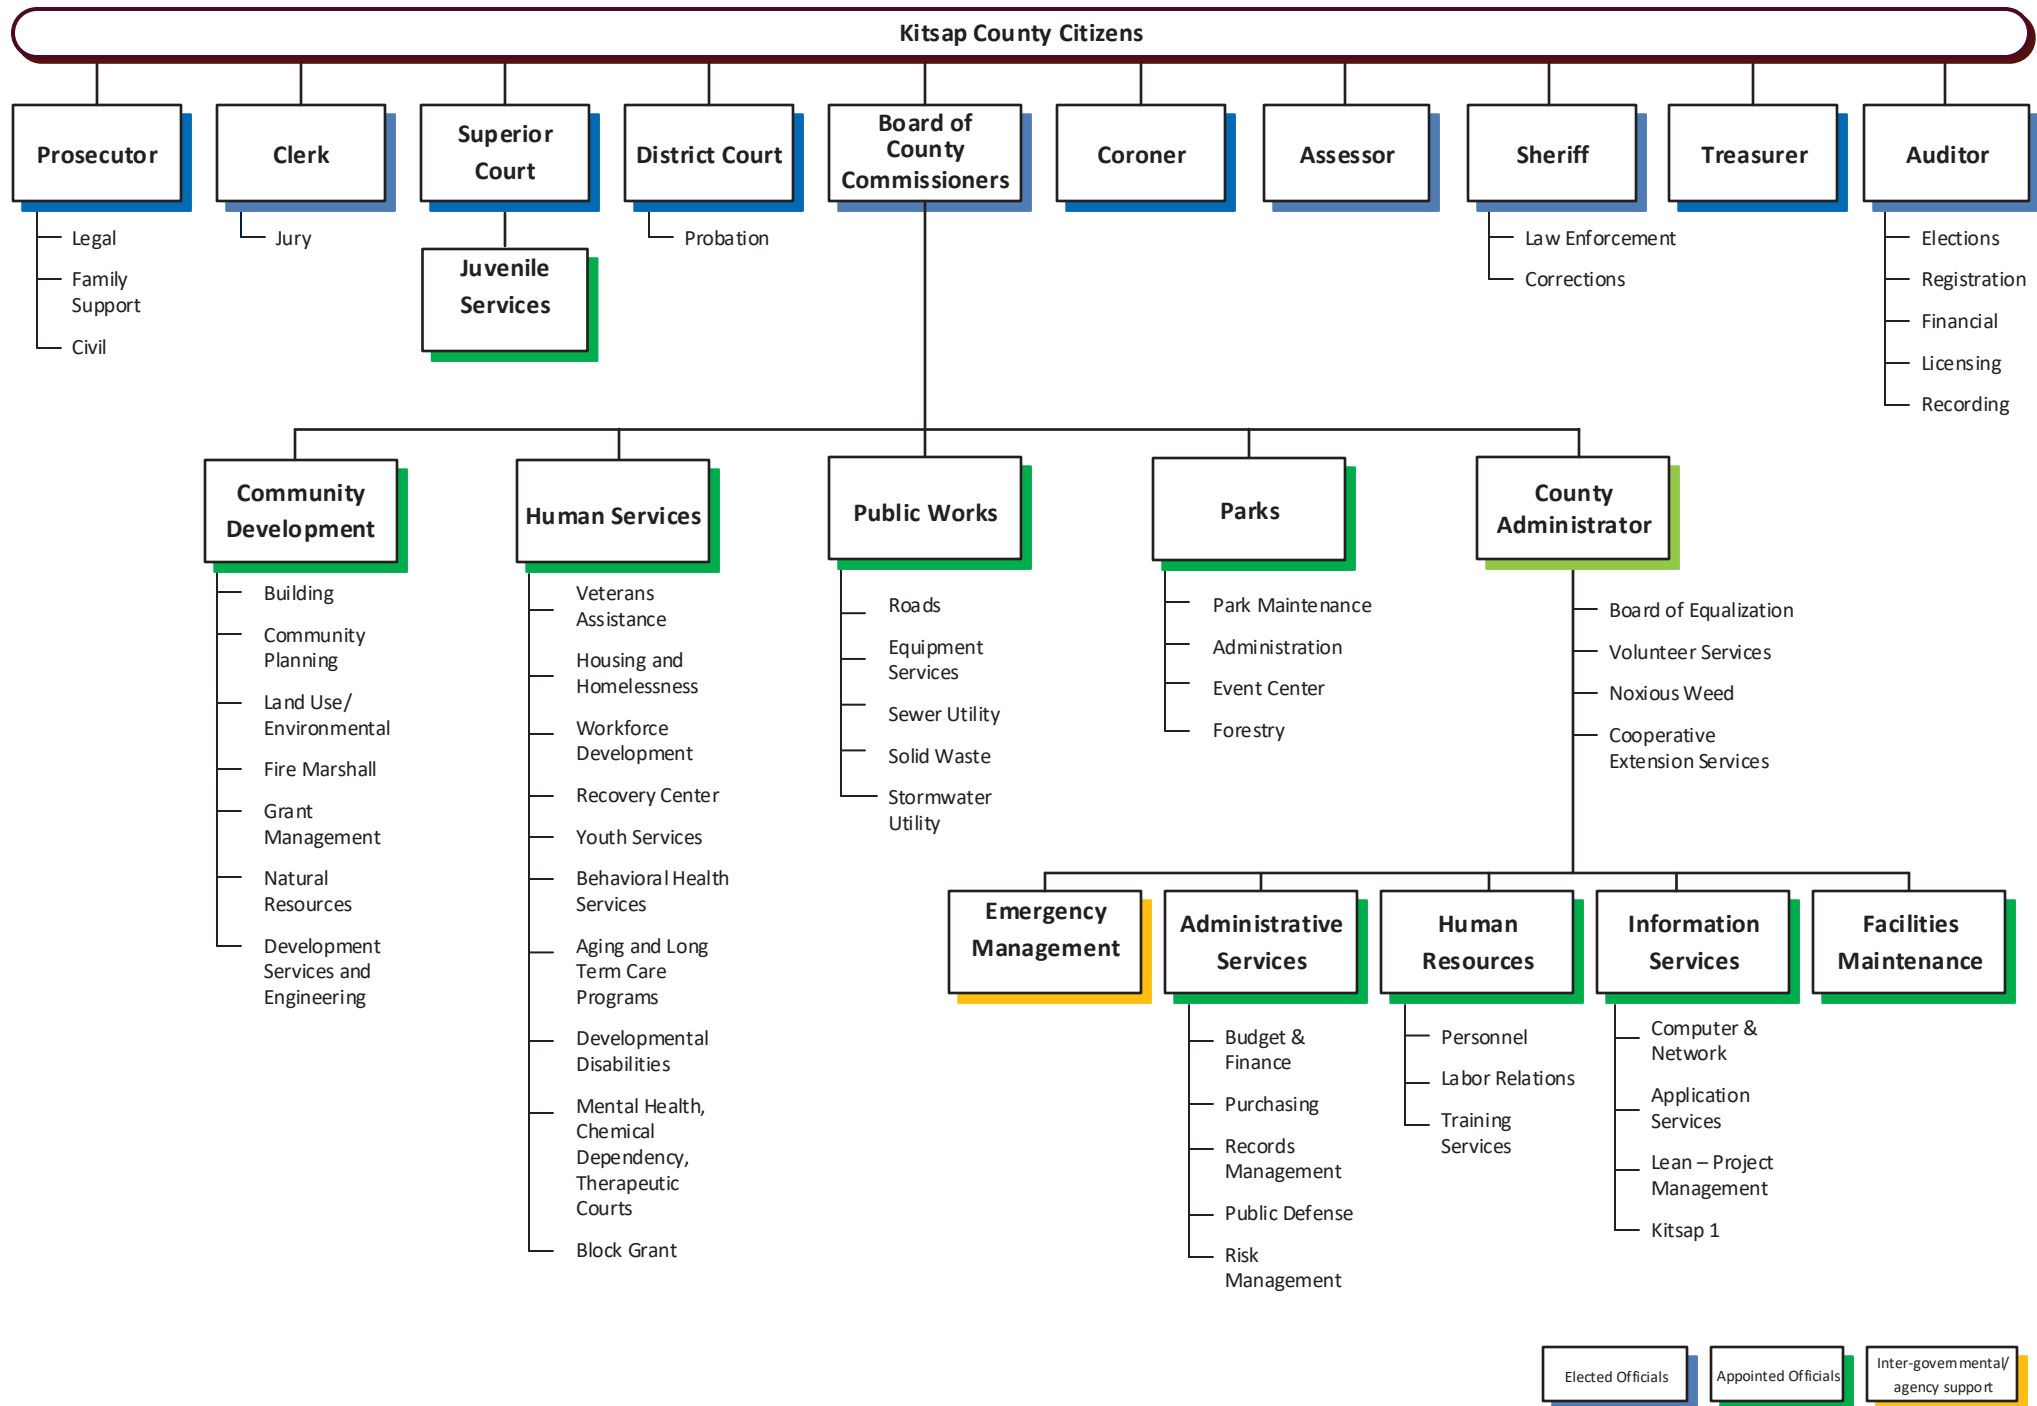 Kitsap County Citizens
Prosecutor
Legal
Family
Support
Civil
Clerk
Jury
Superior
Court
Juvenile
Services
District Court
Probation
Board of
County
Commissioners
Coroner
Assessor
Sheriff
Law Enforcement
Corrections
Treasurer
Auditor
Elections
Registration
Financial
Licensing
Recording
Community
Development
Building
Community
Planning
Land Use/
Environmental
Fire Marshall
Grant
Management
Natural
Resources
Development
Services and
Engineering
Human Services
Veterans
Assistance
Housing and
Homelessness
Workforce
Development
Recovery Center
Youth Services
Behavioral Health
Services
Aging and Long
Term Care
Programs
Developmental
Disabilities
Mental Health,
Chemical
Dependency,
Therapeutic
Courts
Block Grant
Public Works
Roads
Equipment
Services
Sewer Utility
Solid Waste
Stormwater
Utility
Parks
Park Maintenance
Administration
Event Center
Forestry
County
Administrator
Board of Equalization
Volunteer Services
Noxious Weed
Cooperative
Extension Services
Emergency
Management
Administrative
Services
Budget &
Finance
Purchasing
Records
Management
Public Defense
Risk
Management
Human
Resources
Personnel
Labor Relations
Training
Services
Information
Services
Computer &
Network
Application
Services
Lean – Project
Management
Kitsap 1
Facilities
Maintenance
Elected Officials
Appointed Officials
Inter-governmental/
agency support